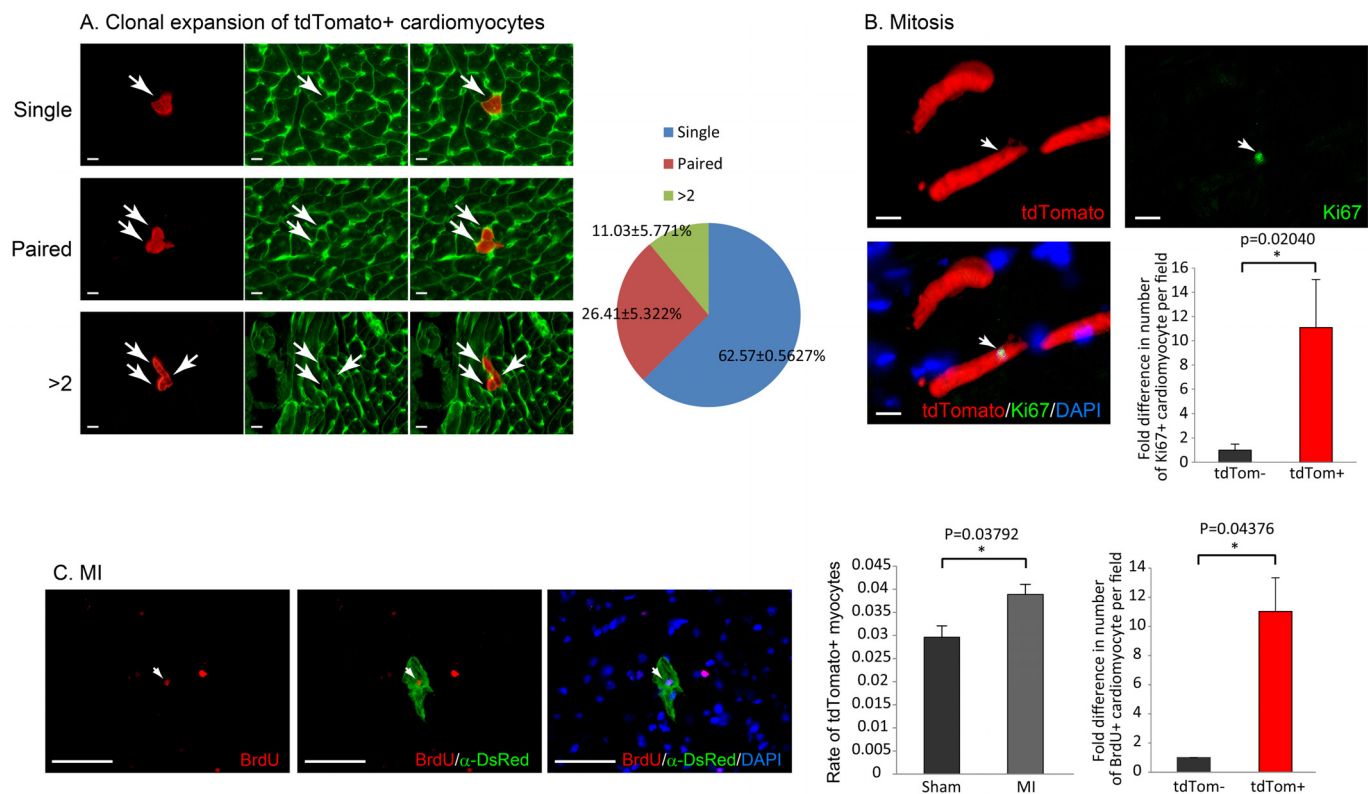 A. Clonal expansion of tdTomato+ cardiomyocytes
Single
Paired
>2
Single
Paired
>2
11.03±5.771%
26.41±5.322%
62.57±0.5627%
B. Mitosis
tdTomato
Ki67
tdTomato/Ki67/DAPI
p=0.02040
*
Fold difference in number
of Ki67+ cardiomyocyte per field
16
14
12
10
8
6
4
2
0
tdTom-
tdTom+
C. MI
BrdU
BrdU/α-DsRed
BrdU/α-DsRed/DAPI
P=0.03792
*
Rate of tdTomato+ myocytes
0.045
0.04
0.035
0.03
0.025
0.02
0.015
0.01
0.005
0
Sham
MI
P=0.04376
*
Fold difference in number
of BrdU+ cardiomyocyte per field
14
12
10
8
6
4
2
0
tdTom-
tdTom+